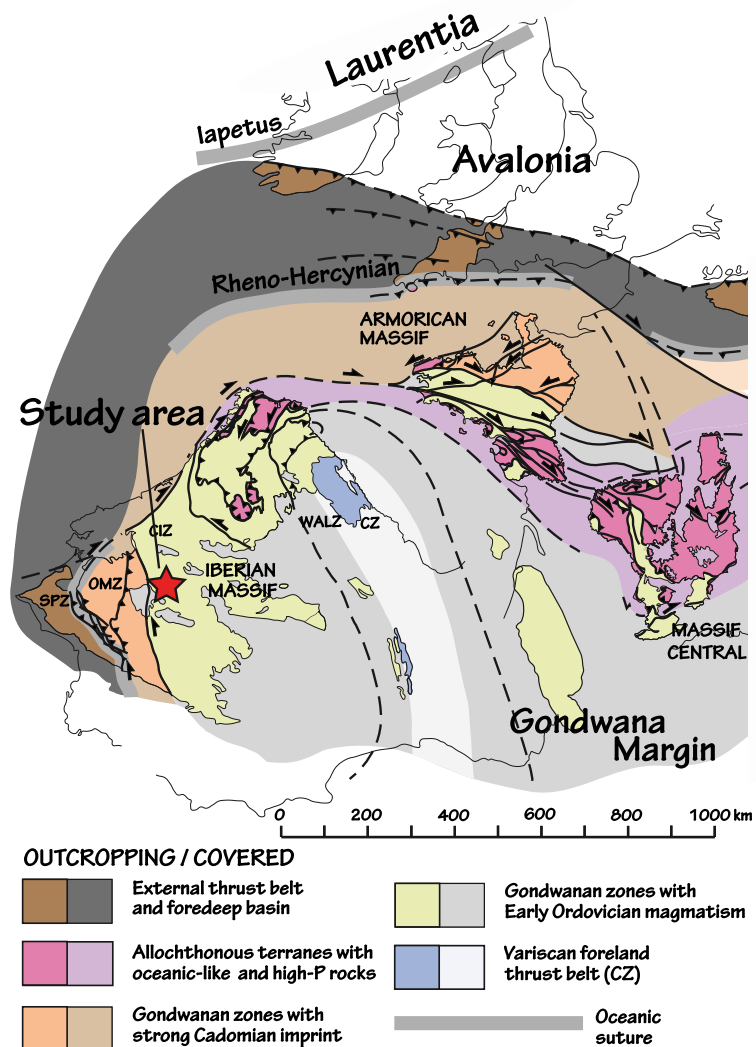 Laurentia
Iapetus
Avalonia
Rheno-Hercynian
ARMORICAN
MASSIF
Study area
CIZ
WALZ
CZ
IBERIAN
MASSIF
OMZ
SPZ
MASSIF
CENTRAL
Gondwana
Margin
0 200 400 600 800 1000 km
OUTCROPPING / COVERED
External thrust belt
and foredeep basin
Allochthonous terranes with
oceanic-like and high-P rocks
Gondwanan zones with
strong Cadomian imprint
Gondwanan zones with
Early Ordovician magmatism
Variscan foreland
thrust belt (CZ)
Oceanic
suture